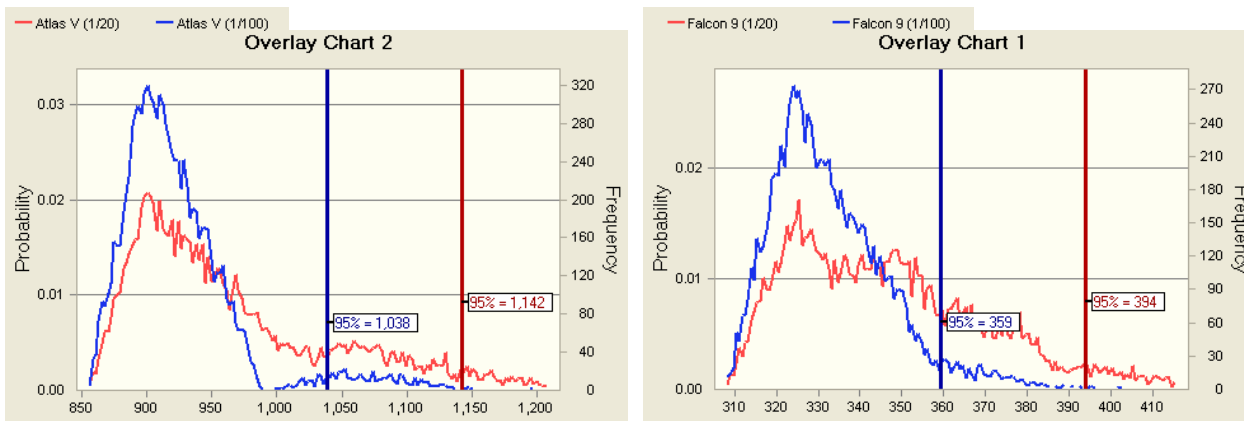 Atlas V (1/20) Atlas V (1/100)
Overlay Chart 2
Probability
0.03
0.02
0.01
0.00
320
280
240
200
160
120
80
40
0
Frequency
95% = 1,142
95% = 1,038
850 900 950 1,000 1,050 1,100 1,150 1,200
Falcon 9 (1/20) Falcon 9 (1/100)
Overlay Chart 1
Probability
0.02
0.01
0.00
270
240
210
180
150
120
90
60
30
0
Frequency
95% = 394
95% = 359
310 320 330 340 350 360 370 380 390 400 410